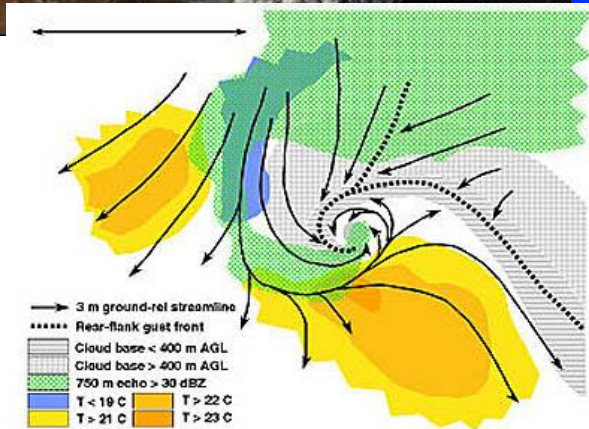 3 m ground-rel streamline
Rear-flank gust front
Cloud base < 400 m AGL
Cloud base > 400 m AGL
750 m echo > 30 dBZ
T < 19 C T > 22 C
T > 21 C T > 23 C